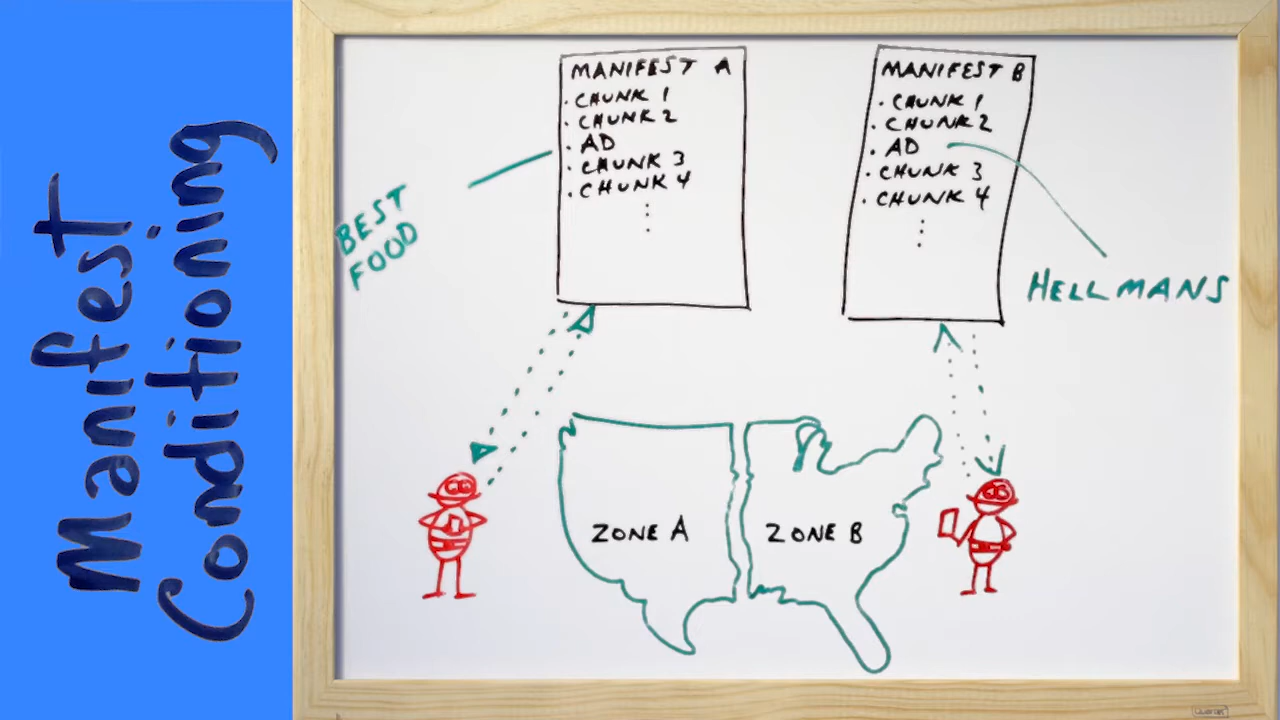 Manifest
Conditioning
MANIFEST A
· CHUNK 1
· CHUNK 2
· AD
· CHUNK 3
· CHUNK 4
BEST
FOOD
MANIFEST B
· CHUNK 1
· CHUNK 2
· AD
· CHUNK 3
· CHUNK 4
HELLMANS
ZONE A
ZONE B